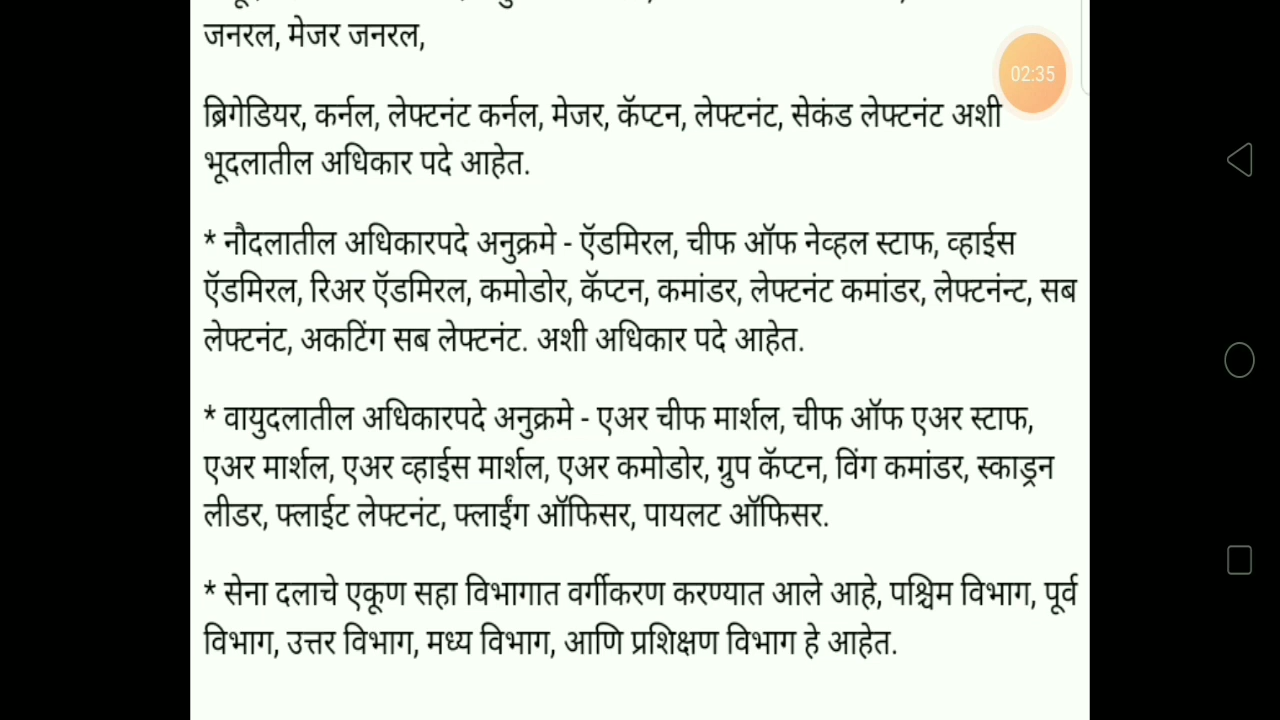 जनरल, मेजर जनरल,
02:35
ब्रिगेडियर, कर्नल, लेफ्टनंट कर्नल, मेजर, कॅप्टन, लेफ्टनंट, सेकंड लेफ्टनंट अशी
भूदलातील अधिकार पदे आहेत.
* नौदलातील अधिकारपदे अनुक्रमे - ऍडमिरल, चीफ ऑफ नेव्हल स्टाफ, व्हाईस
ऍडमिरल, रिअर ऍडमिरल, कमोडोर, कॅप्टन, कमांडर, लेफ्टनंट कमांडर, लेफ्टनंन्ट, सब
लेफ्टनंट, अकटिंग सब लेफ्टनंट. अशी अधिकार पदे आहेत.
* वायुदलातील अधिकारपदे अनुक्रमे - एअर चीफ मार्शल, चीफ ऑफ एअर स्टाफ,
एअर मार्शल, एअर व्हाईस मार्शल, एअर कमोडोर, ग्रुप कॅप्टन, विंग कमांडर, स्काड्रन
लीडर, फ्लाईट लेफ्टनंट, फ्लाईंग ऑफिसर, पायलट ऑफिसर.
* सेना दलाचे एकूण सहा विभागात वर्गीकरण करण्यात आले आहे, पश्चिम विभाग, पूर्व
विभाग, उत्तर विभाग, मध्य विभाग, आणि प्रशिक्षण विभाग हे आहेत.